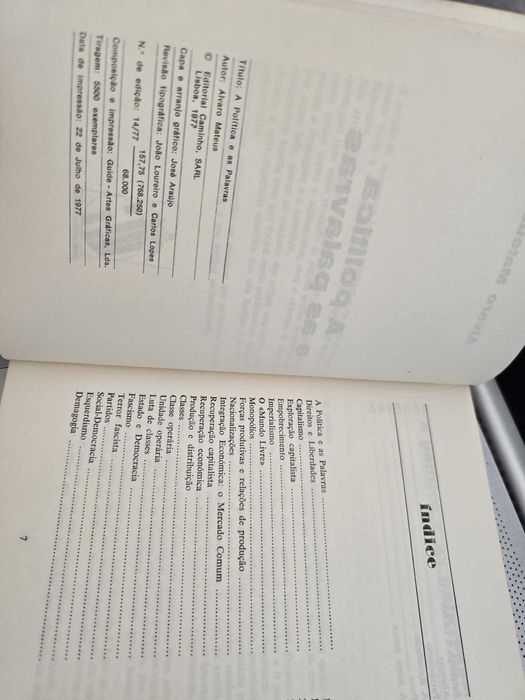 Título: A Política e as Palavras
Autor: Álvaro Mateus
© Editorial Caminho, SARL
Lisboa, 1977
Capa e arranjo gráfico: José Araújo
Revisão tipográfica: João Loureiro e Carlos Lopes
157,75 (768.250)
N.º de edição: 14/77
68.000
Composição e impressão: Guide - Artes Gráficas, Lda.
Tiragem: 5500 exemplares
Data de impressão: 22 de Julho de 1977
índice
A Política e as Palavras
Direitos e Liberdades
Capitalismo
Exploração capitalista
Empobrecimento
Imperialismo
O «Mundo Livre»
Monopólios
Forças produtivas e relações de produção
Nacionalizações
Integração Económica: o Mercado Comum
Recuperação capitalista
Recuperação económica
Produção e distribuição
Classes
Classe operária
Unidade operária
Luta de classes
Estado e Democracia
Fascismo
Terror fascista
Partidos
Social-Democracia
Esquerdismo
Demagogia
7